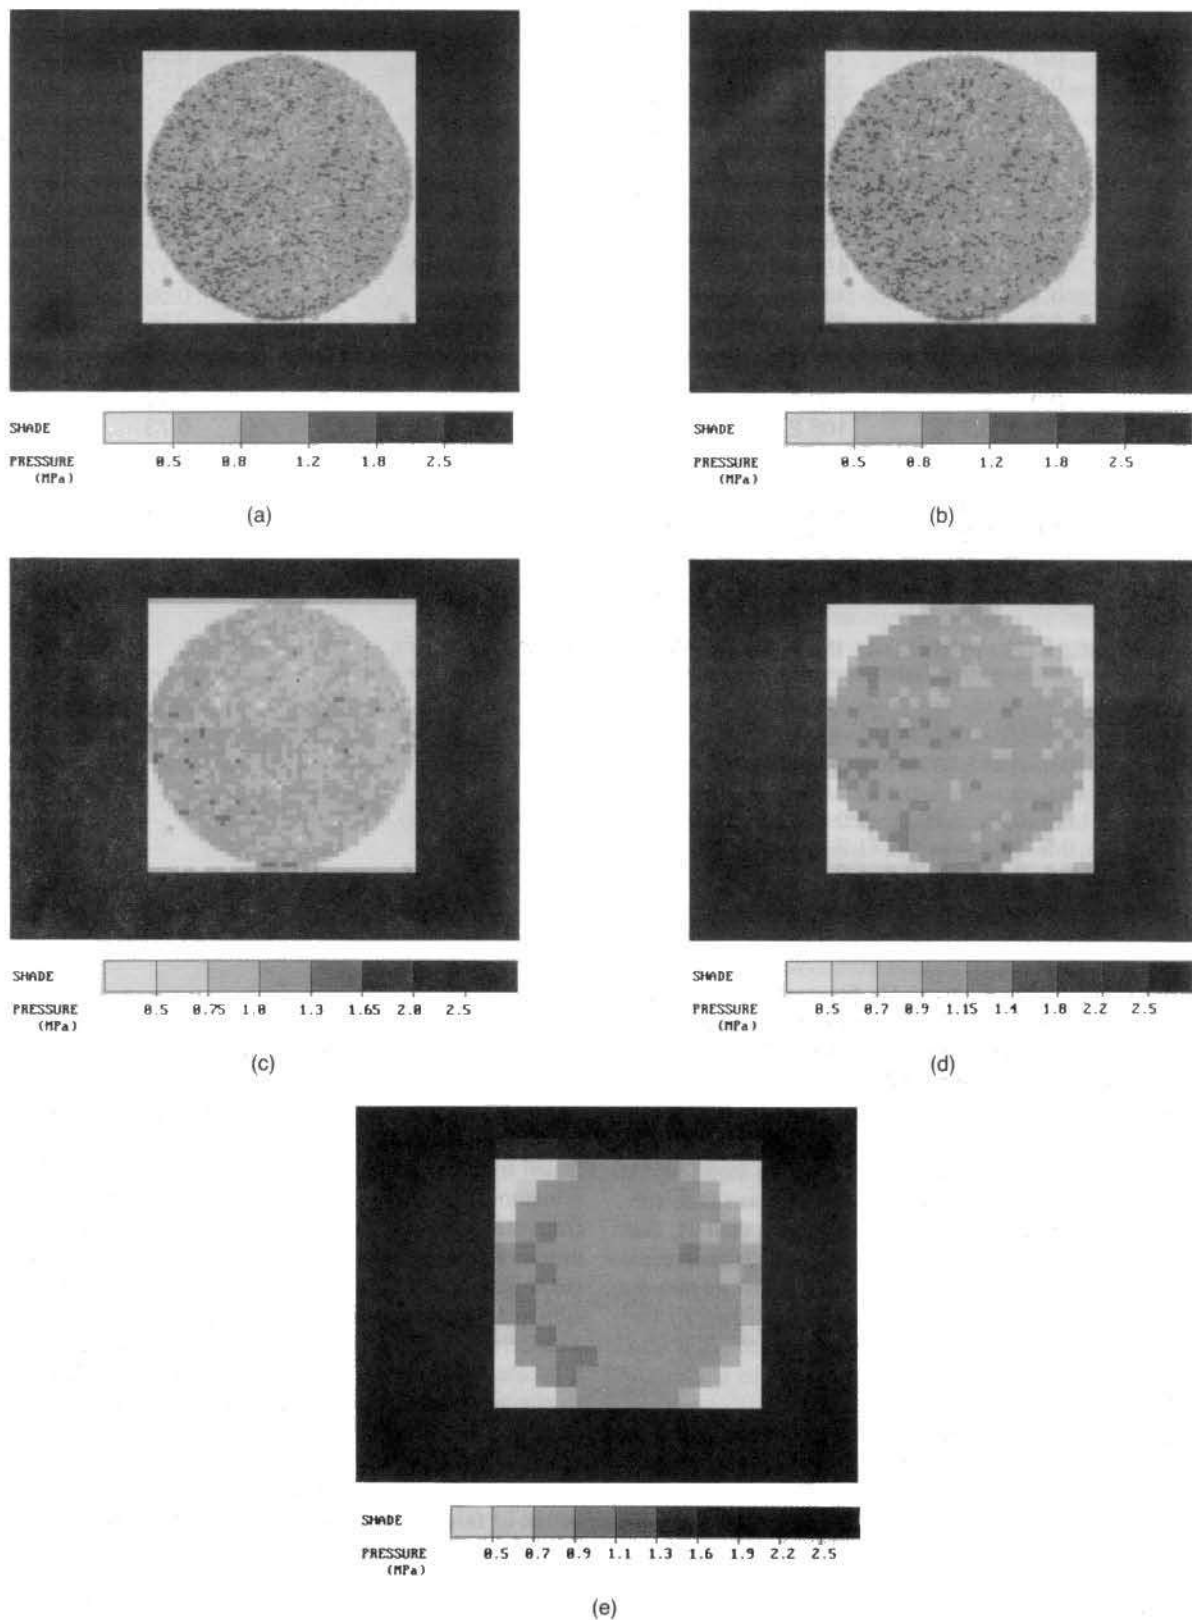 SHADE
PRESSURE 0.5 0.8 1.2 1.8 2.5
(MPa)
(a)
SHADE
PRESSURE 0.5 0.8 1.2 1.8 2.5
(MPa)
(b)
SHADE
PRESSURE 0.5 0.75 1.0 1.3 1.65 2.0 2.5
(MPa)
(c)
SHADE
PRESSURE 0.5 0.7 0.9 1.15 1.4 1.8 2.2 2.5
(MPa)
(d)
SHADE
PRESSURE 0.5 0.7 0.9 1.1 1.3 1.6 1.9 2.2 2.5
(MPa)
(e)